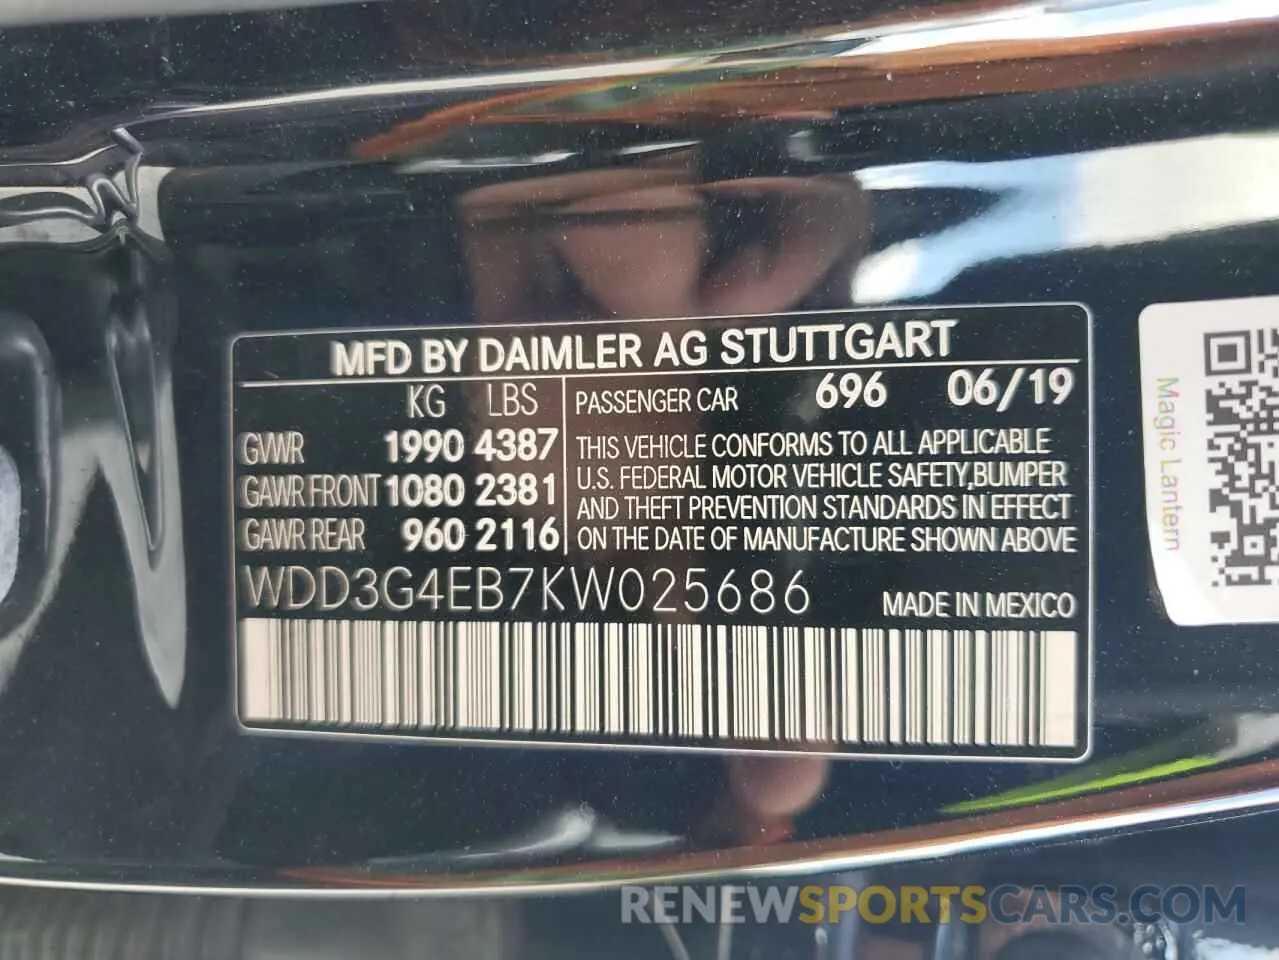 MFD BY DAIMLER AG STUTTGART
KG LBS PASSENGER CAR 696 06/19
GVWR 1990 4387 THIS VEHICLE CONFORMS TO ALL APPLICABLE
U.S. FEDERAL MOTOR VEHICLE SAFETY,BUMPER
GAWR FRONT 1080 2381 AND THEFT PREVENTION STANDARDS IN EFFECT
GAWR REAR 960 2116 ON THE DATE OF MANUFACTURE SHOWN ABOVE
WDD3G4EB7KW025686 MADE IN MEXICO
Magic Lantern
RENEWSPORTSCARS.COM